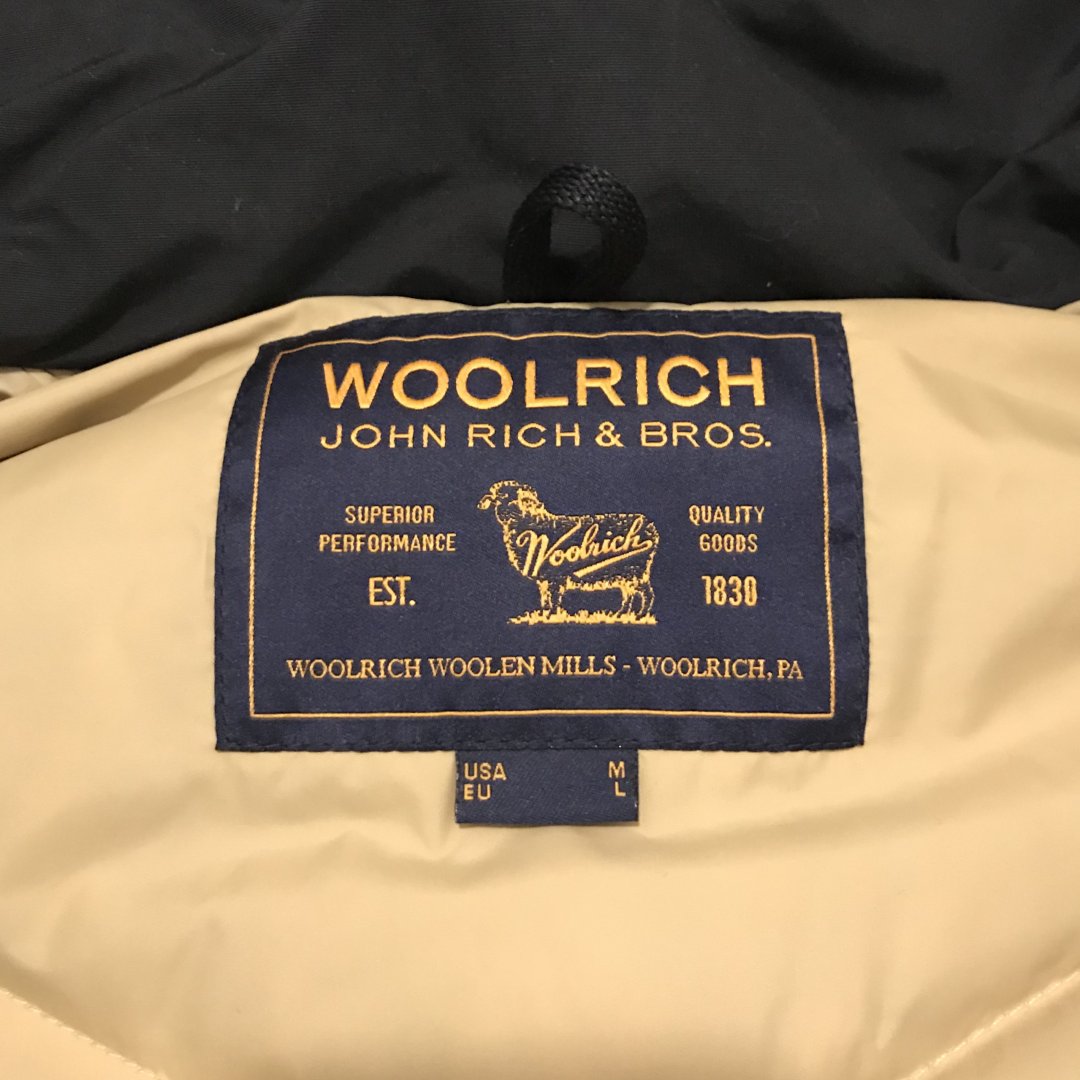 WOOLRICH
JOHN RICH & BROS.
SUPERIOR
PERFORMANCE
EST.
Woolrich
QUALITY
GOODS
1830
WOOLRICH WOOLEN MILLS - WOOLRICH, PA
USA M
EU L